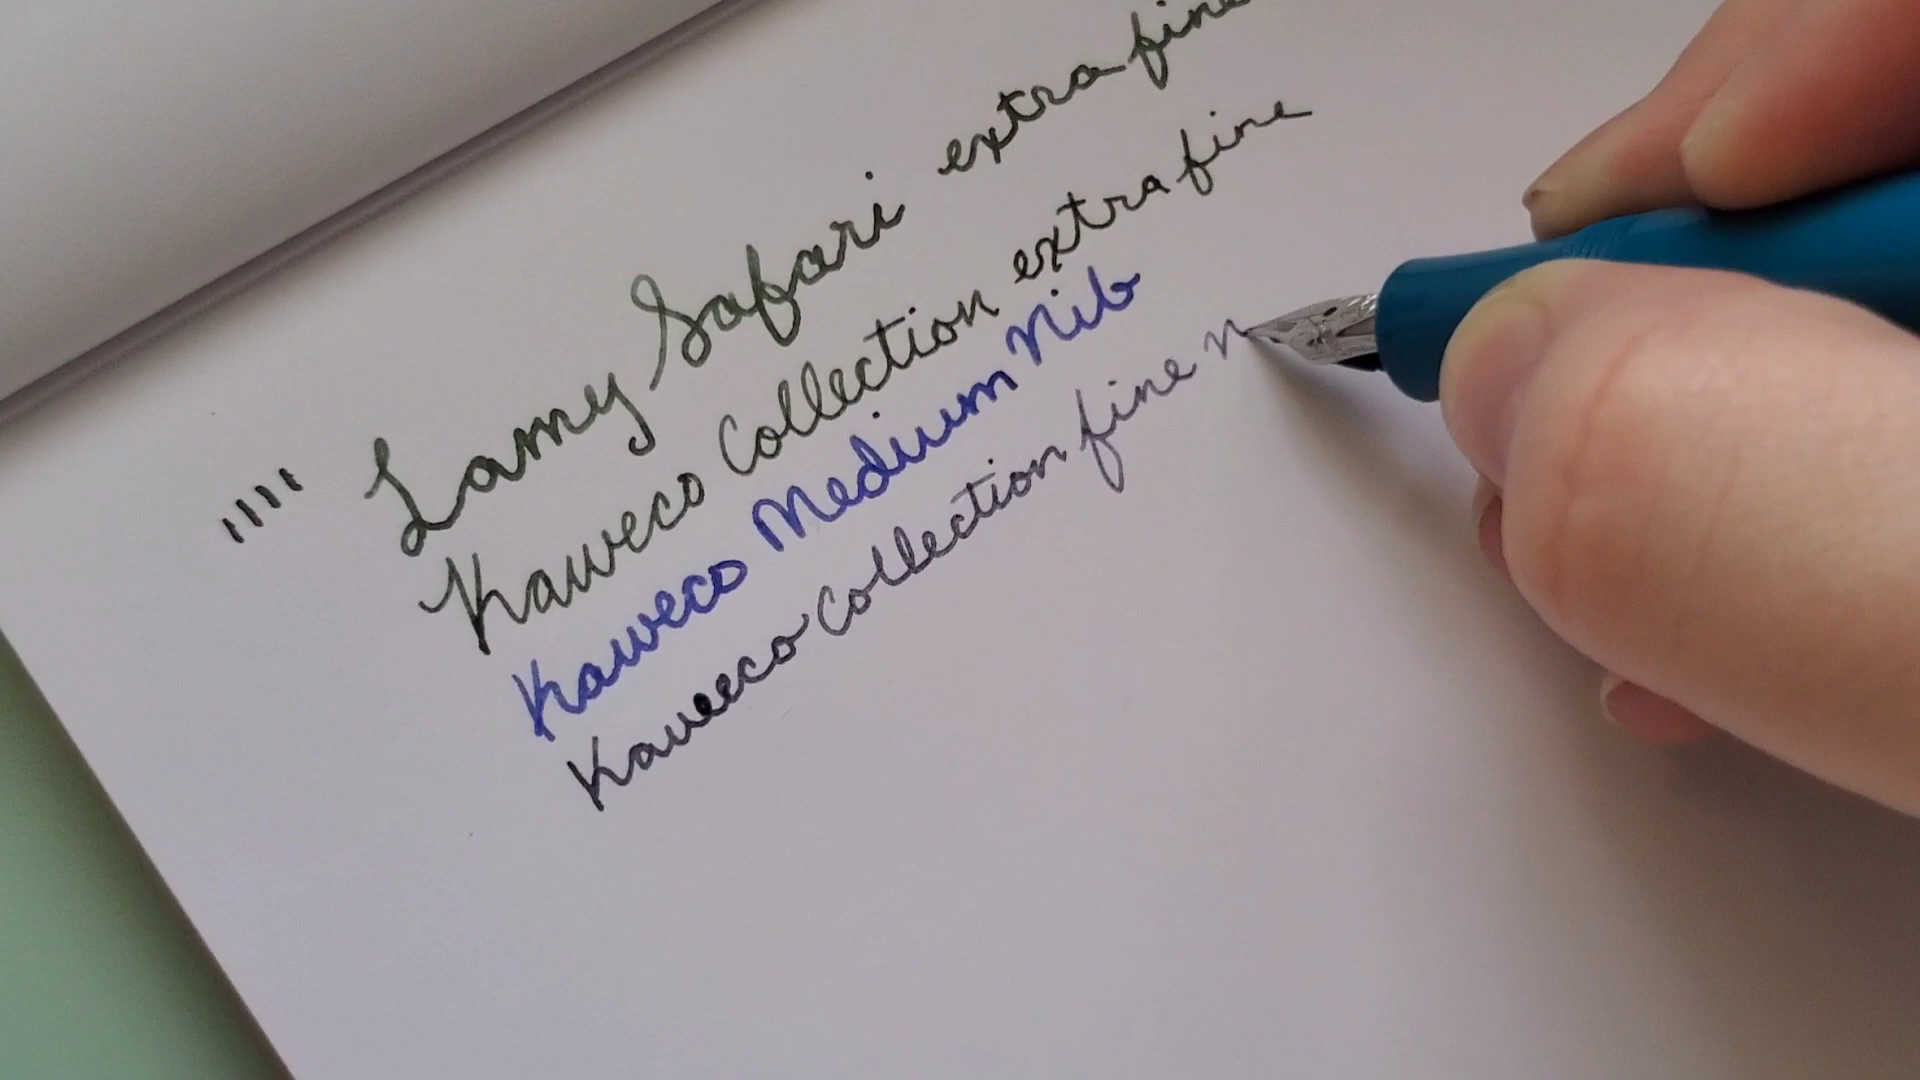 Lamy Safari extra fine
Kaweco Collection extra fine
Kaweco Medium Nib
Kaweco Collection fine n